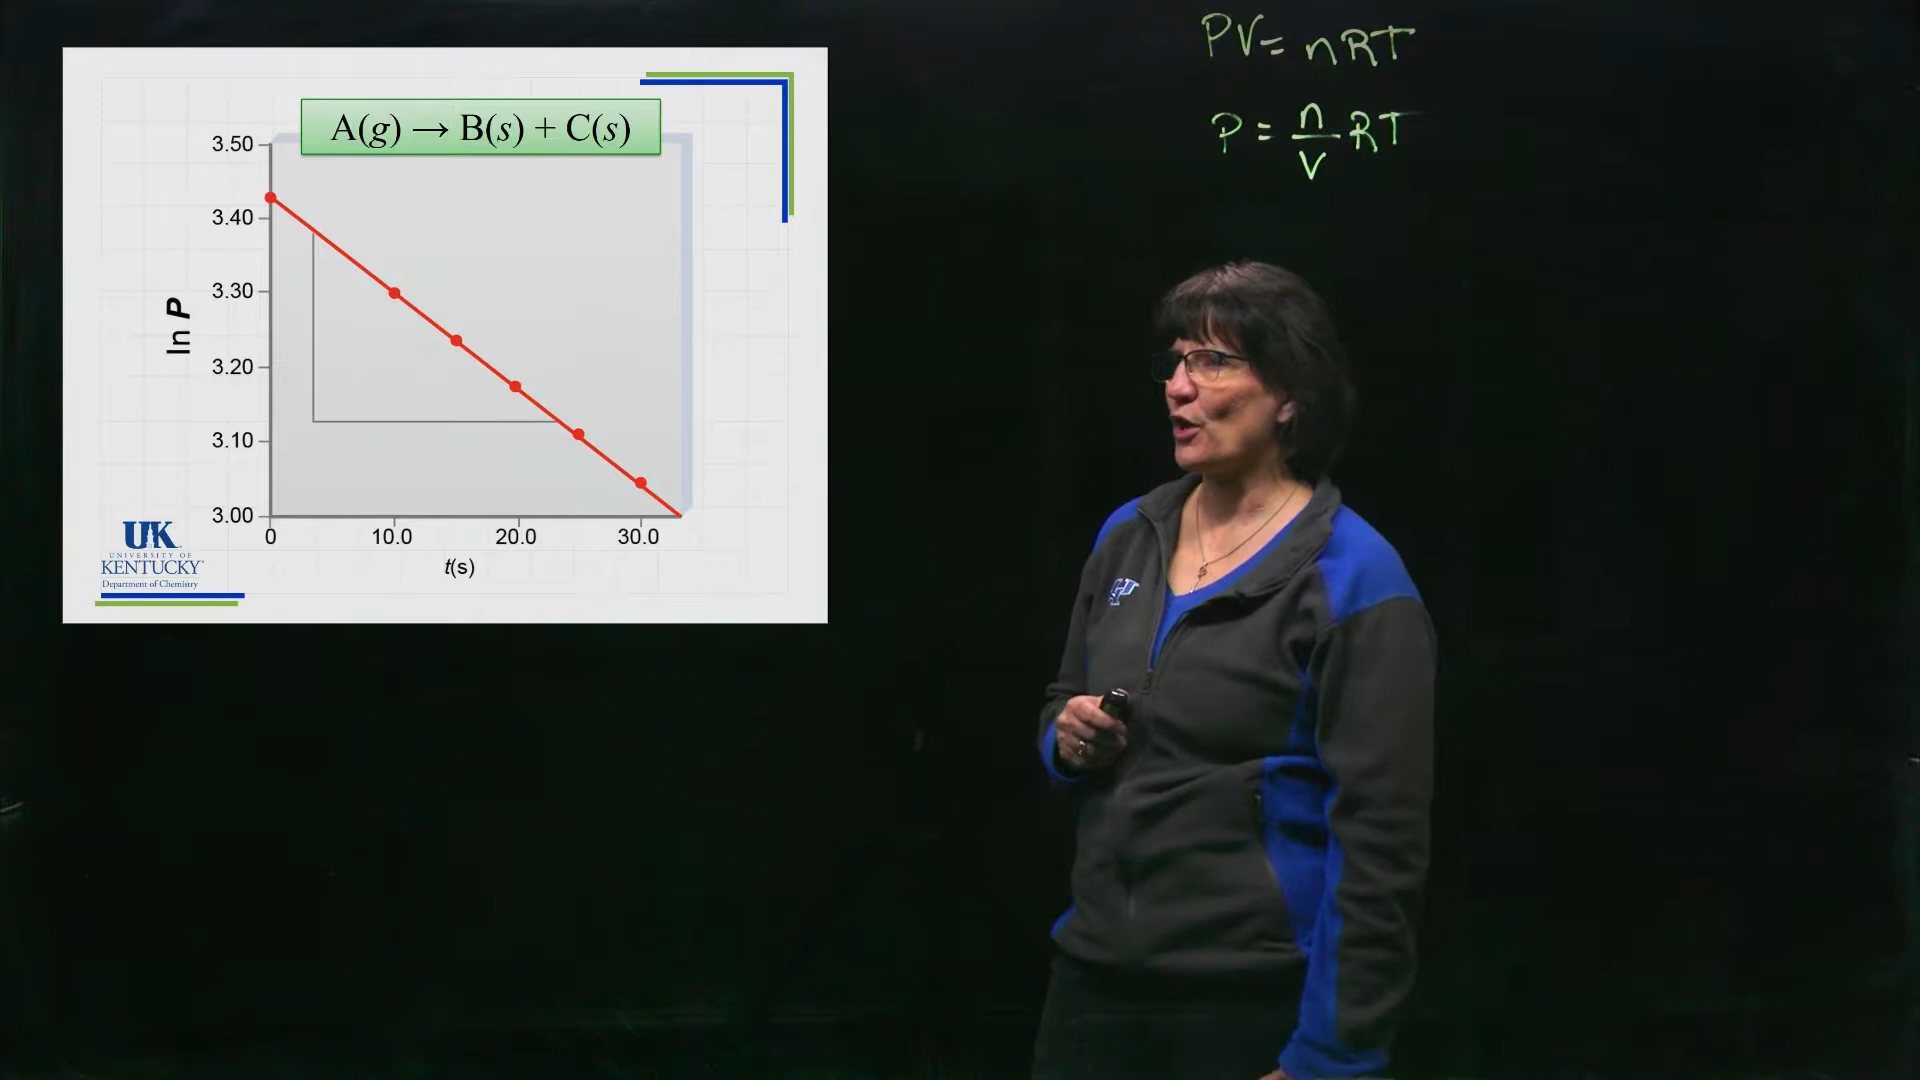 PV = nRT
P = n/V RT
A(g) → B(s) + C(s)
3.50
3.40
3.30
3.20
3.10
3.00
ln P
0 10.0 20.0 30.0
t(s)
UK
UNIVERSITY OF
KENTUCKY
Department of Chemistry